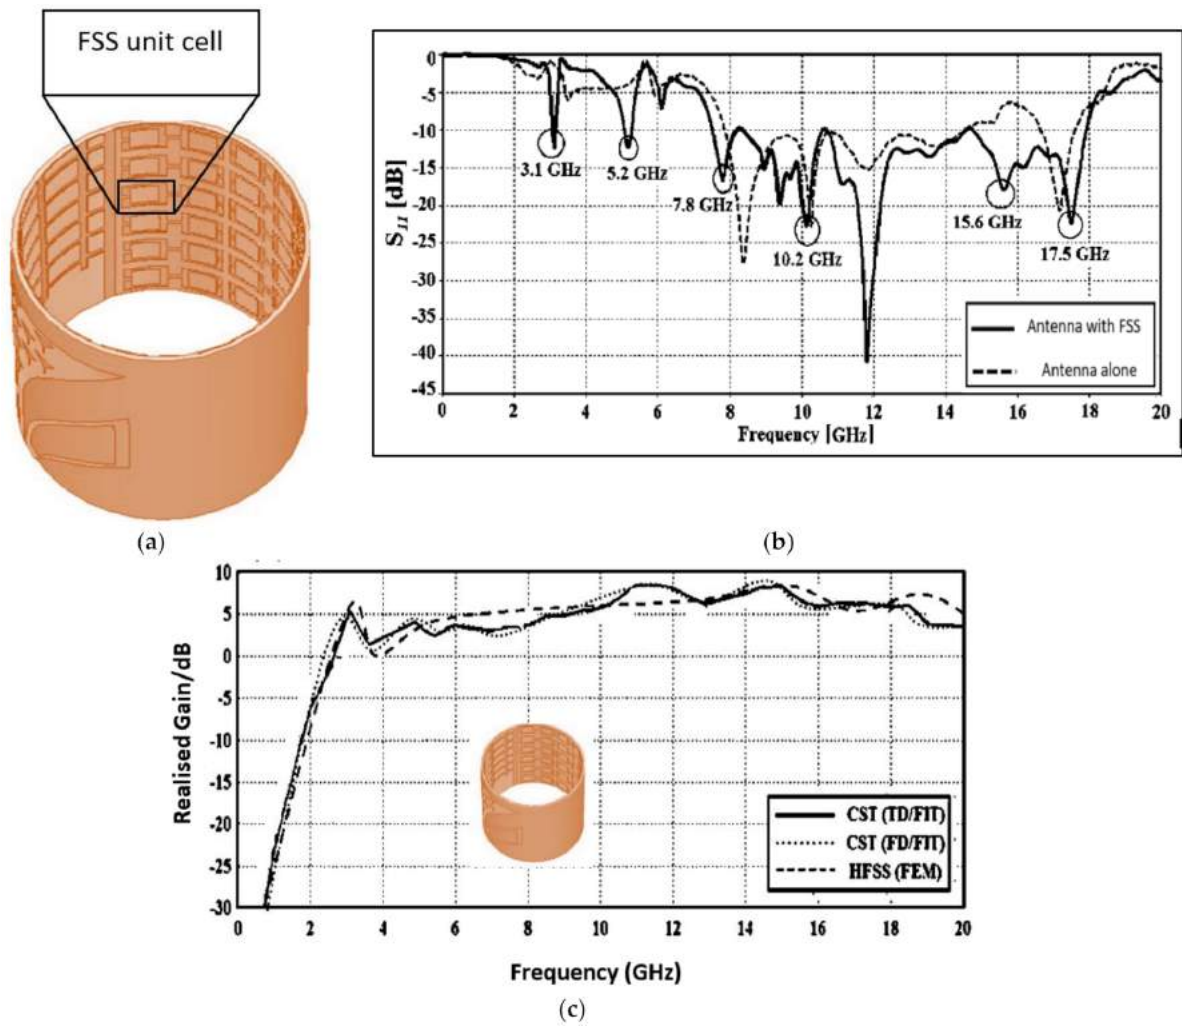 FSS unit cell
(a)
0
-5
-10
-15
-20
-25
-30
-35
-40
-45
S11 [dB]
3.1 GHz
5.2 GHz
7.8 GHz
10.2 GHz
15.6 GHz
17.5 GHz
Antenna with FSS
Antenna alone
0 2 4 6 8 10 12 14 16 18 20
Frequency [GHz]
(b)
10
5
0
-5
-10
-15
-20
-25
-30
Realised Gain/dB
CST (TD/FIT)
CST (FD/FIT)
HFSS (FEM)
0 2 4 6 8 10 12 14 16 18 20
Frequency (GHz)
(c)